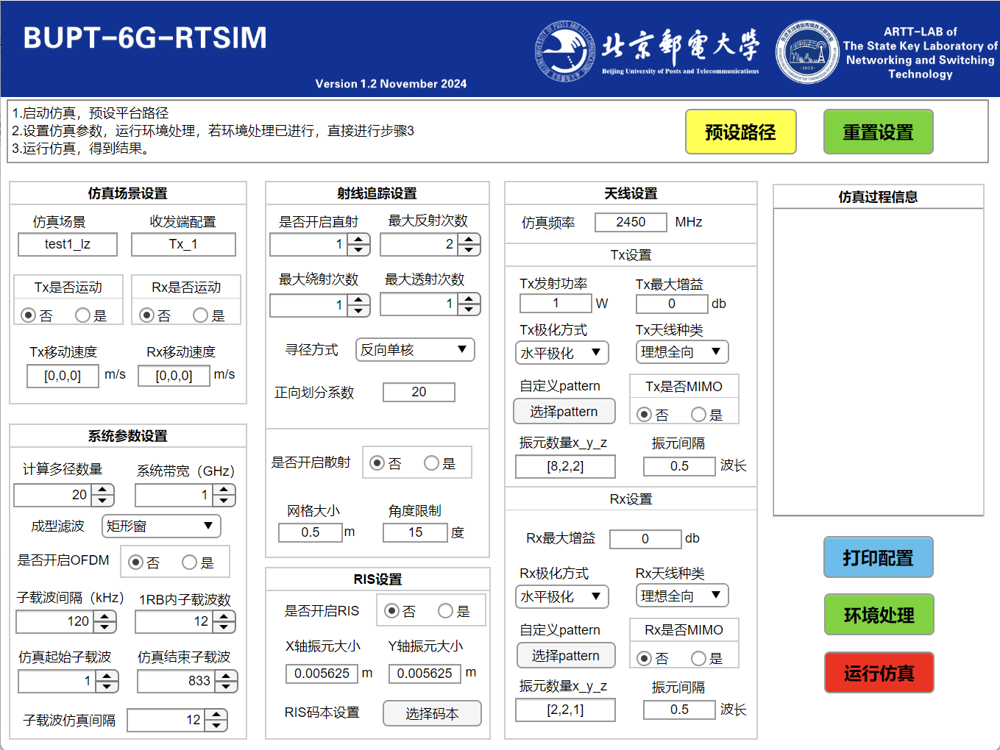 BUPT-6G-RTSIM
Version 1.2 November 2024
北京邮电大学
Beijing University of Posts and Telecommunications
-2003-
ARTT-LAB of
The State Key Laboratory of
Networking and Switching
Technology
1.启动仿真，预设平台路径
2.设置仿真参数，运行环境处理，若环境处理已进行，直接进行步骤3
3.运行仿真，得到结果。
预设路径
重置设置
仿真场景设置
仿真场景 收发端配置
test1_lz Tx_1
Tx是否运动 Rx是否运动
否 是 否 是
Tx移动速度 Rx移动速度
[0,0,0] m/s [0,0,0] m/s
系统参数设置
计算多径数量 系统带宽（GHz）
20 1
成型滤波 矩形窗
是否开启OFDM 否 是
子载波间隔（kHz） 1RB内子载波数
120 12
仿真起始子载波 仿真结束子载波
1 833
子载波仿真间隔 12
射线追踪设置
是否开启直射 最大反射次数
1 2
最大绕射次数 最大透射次数
1 1
寻径方式 反向单核
正向划分系数 20
是否开启散射 否 是
网格大小 角度限制
0.5 m 15 度
RIS设置
是否开启RIS 否 是
X轴振元大小 Y轴振元大小
0.005625 m 0.005625 m
RIS码本设置 选择码本
天线设置
仿真频率 2450 MHz
Tx设置
Tx发射功率 Tx最大增益
1 W 0 db
Tx极化方式 Tx天线种类
水平极化 理想全向
自定义pattern Tx是否MIMO
选择pattern 否 是
振元数量x_y_z 振元间隔
[8,2,2] 0.5 波长
Rx设置
Rx最大增益 0 db
Rx极化方式 Rx天线种类
水平极化 理想全向
自定义pattern Rx是否MIMO
选择pattern 否 是
振元数量x_y_z 振元间隔
[2,2,1] 0.5 波长
仿真过程信息
打印配置
环境处理
运行仿真